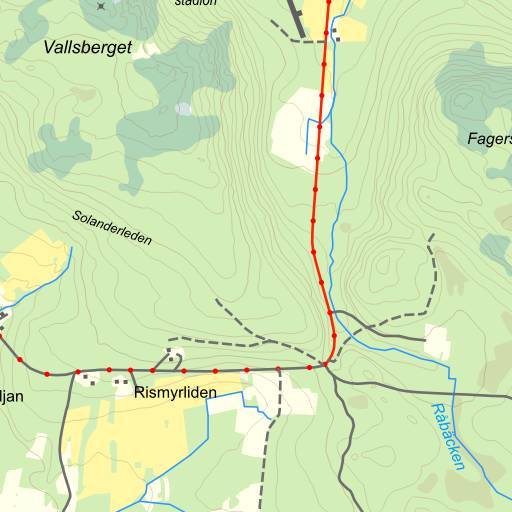 stadion
Vallsberget
Fagers
Solanderleden
Rismyrliden
ljan
Råbäcken